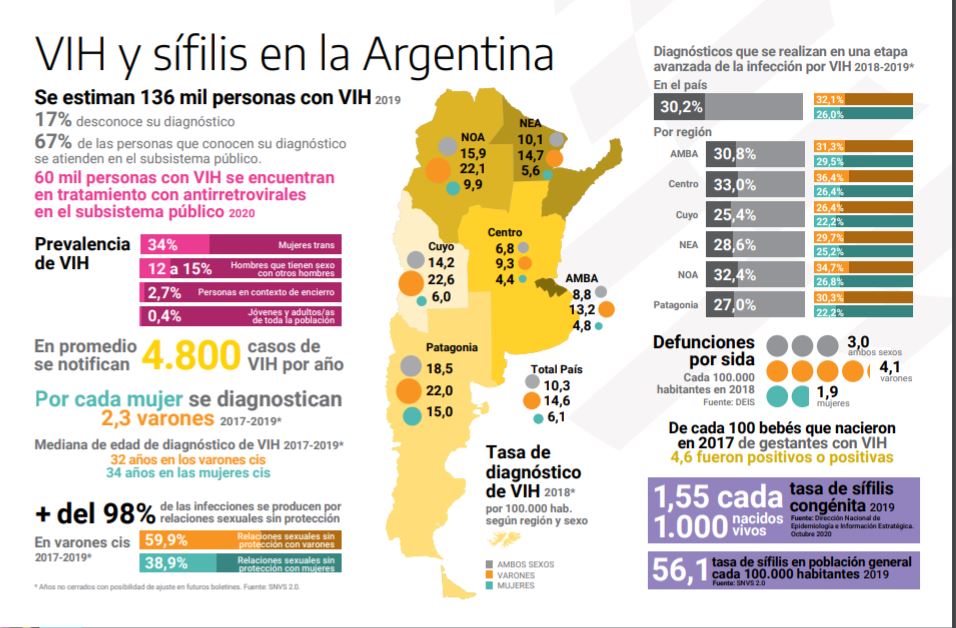 VIH y sífilis en la Argentina
Se estiman 136 mil personas con VIH 2019
17% desconoce su diagnóstico
67% de las personas que conocen su diagnóstico
se atienden en el subsistema público.
60 mil personas con VIH se encuentran
en tratamiento con antirretrovirales
en el subsistema público 2020
Prevalencia
de VIH
34% Mujeres trans
12 a 15% Hombres que tienen sexo
con otros hombres
2,7% Personas en contexto de encierro
0,4% Jóvenes y adultos/as
de toda la población
En promedio
se notifican 4.800 casos de
VIH por año
Por cada mujer se diagnostican
2,3 varones 2017-2019*
Mediana de edad de diagnóstico de VIH 2017-2019*
32 años en los varones cis
34 años en las mujeres cis
+ del 98% de las infecciones se producen por
relaciones sexuales sin protección
En varones cis
2017-2019*
59,9% Relaciones sexuales sin
protección con varones
38,9% Relaciones sexuales sin
protección con mujeres
* Años no cerrados con posibilidad de ajuste en futuros boletines. Fuente: SNVS 2.0.
NOA
15,9
22,1
9,9
NEA
10,1
14,7
5,6
Cuyo
14,2
22,6
6,0
Centro
6,8
9,3
4,4
AMBA
8,8
13,2
4,8
Patagonia
18,5
22,0
15,0
Total País
10,3
14,6
6,1
Tasa de
diagnóstico
de VIH 2018*
por 100.000 hab.
según región y sexo
AMBOS SEXOS
VARONES
MUJERES
Diagnósticos que se realizan en una etapa
avanzada de la infección por VIH 2018-2019*
En el país
30,2% 32,1%
26,0%
Por región
AMBA 30,8% 31,3%
29,5%
Centro 33,0% 36,4%
26,4%
Cuyo 25,4% 26,4%
22,2%
NEA 28,6% 29,7%
25,2%
NOA 32,4% 34,7%
26,8%
Patagonia 27,0% 30,3%
22,2%
Defunciones
por sida
Cada 100.000
habitantes en 2018
Fuente: DEIS
3,0
ambos sexos
4,1
varones
1,9
mujeres
De cada 100 bebés que nacieron
en 2017 de gestantes con VIH
4,6 fueron positivos o positivas
1,55 cada
1.000 nacidos
vivos
tasa de sífilis
congénita 2019
Fuente: Dirección Nacional de
Epidemiología e Información Estratégica.
Octubre 2020
56,1 tasa de sífilis en población general
cada 100.000 habitantes 2019
Fuente: SNVS 2.0